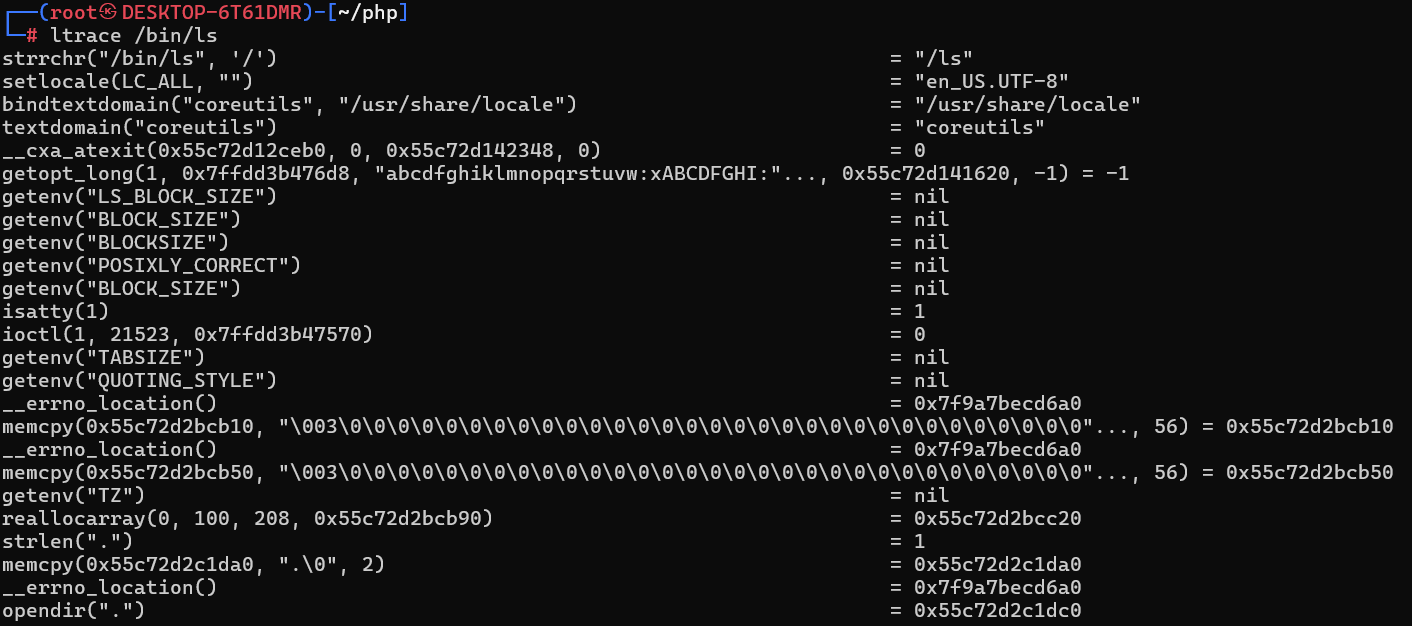 ┌──(root㉿DESKTOP-6T61DMR)-[~/php]
└─# ltrace /bin/ls
strrchr("/bin/ls", '/') = "/ls"
setlocale(LC_ALL, "") = "en_US.UTF-8"
bindtextdomain("coreutils", "/usr/share/locale") = "/usr/share/locale"
textdomain("coreutils") = "coreutils"
__cxa_atexit(0x55c72d12ceb0, 0, 0x55c72d142348, 0) = 0
getopt_long(1, 0x7ffdd3b476d8, "abcdfghiklmnopqrstuvw:xABCDFGHI:"..., 0x55c72d141620, -1) = -1
getenv("LS_BLOCK_SIZE") = nil
getenv("BLOCK_SIZE") = nil
getenv("BLOCKSIZE") = nil
getenv("POSIXLY_CORRECT") = nil
getenv("BLOCK_SIZE") = nil
isatty(1) = 1
ioctl(1, 21523, 0x7ffdd3b47570) = 0
getenv("TABSIZE") = nil
getenv("QUOTING_STYLE") = nil
__errno_location() = 0x7f9a7becd6a0
memcpy(0x55c72d2bcb10, "\003\0\0\0\0\0\0\0\0\0\0\0\0\0\0\0\0\0\0\0\0\0\0\0\0\0\0\0\0\0\0\0"..., 56) = 0x55c72d2bcb10
__errno_location() = 0x7f9a7becd6a0
memcpy(0x55c72d2bcb50, "\003\0\0\0\0\0\0\0\0\0\0\0\0\0\0\0\0\0\0\0\0\0\0\0\0\0\0\0\0\0\0\0"..., 56) = 0x55c72d2bcb50
getenv("TZ") = nil
reallocarray(0, 100, 208, 0x55c72d2bcb90) = 0x55c72d2bcc20
strlen(".") = 1
memcpy(0x55c72d2c1da0, ".\0", 2) = 0x55c72d2c1da0
__errno_location() = 0x7f9a7becd6a0
opendir(".") = 0x55c72d2c1dc0